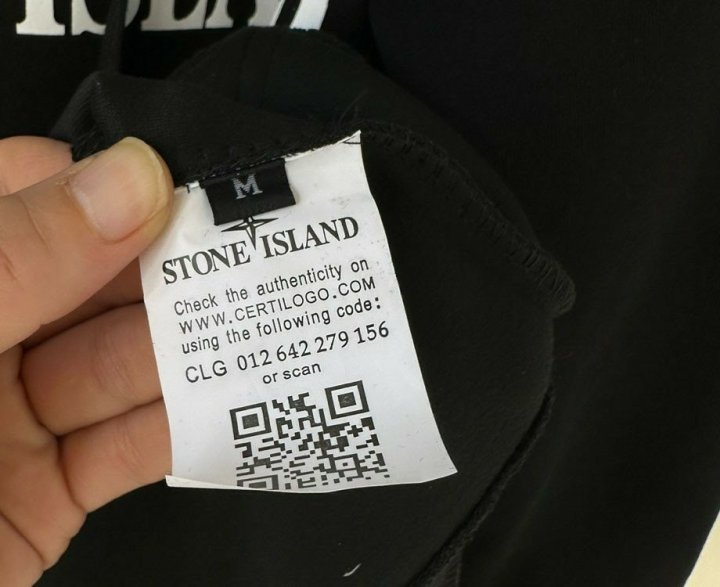 M
STONE ISLAND
Check the authenticity on
WWW.CERTILOGO.COM
using the following code:
CLG 012 642 279 156
or scan